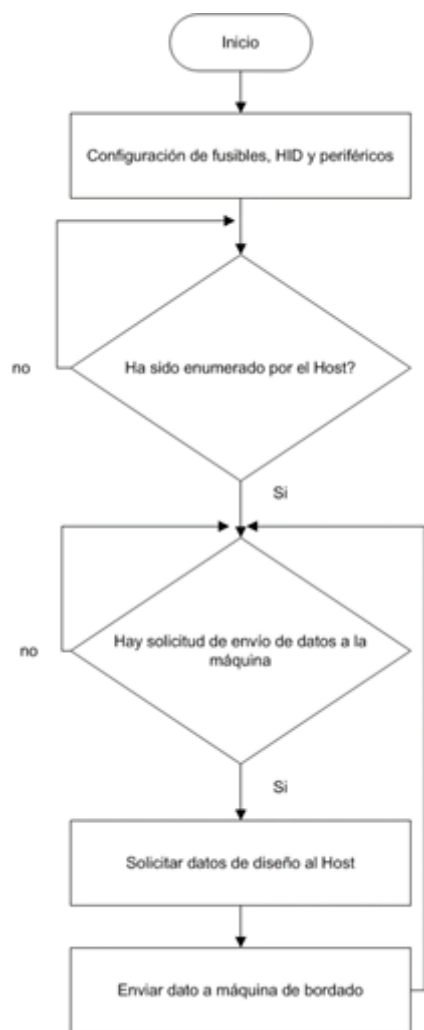 Inicio
Configuración de fusibles, HID y periféricos
Ha sido enumerado por el Host?
no
Si
Hay solicitud de envío de datos a la
máquina
no
Si
Solicitar datos de diseño al Host
Enviar dato a máquina de bordado